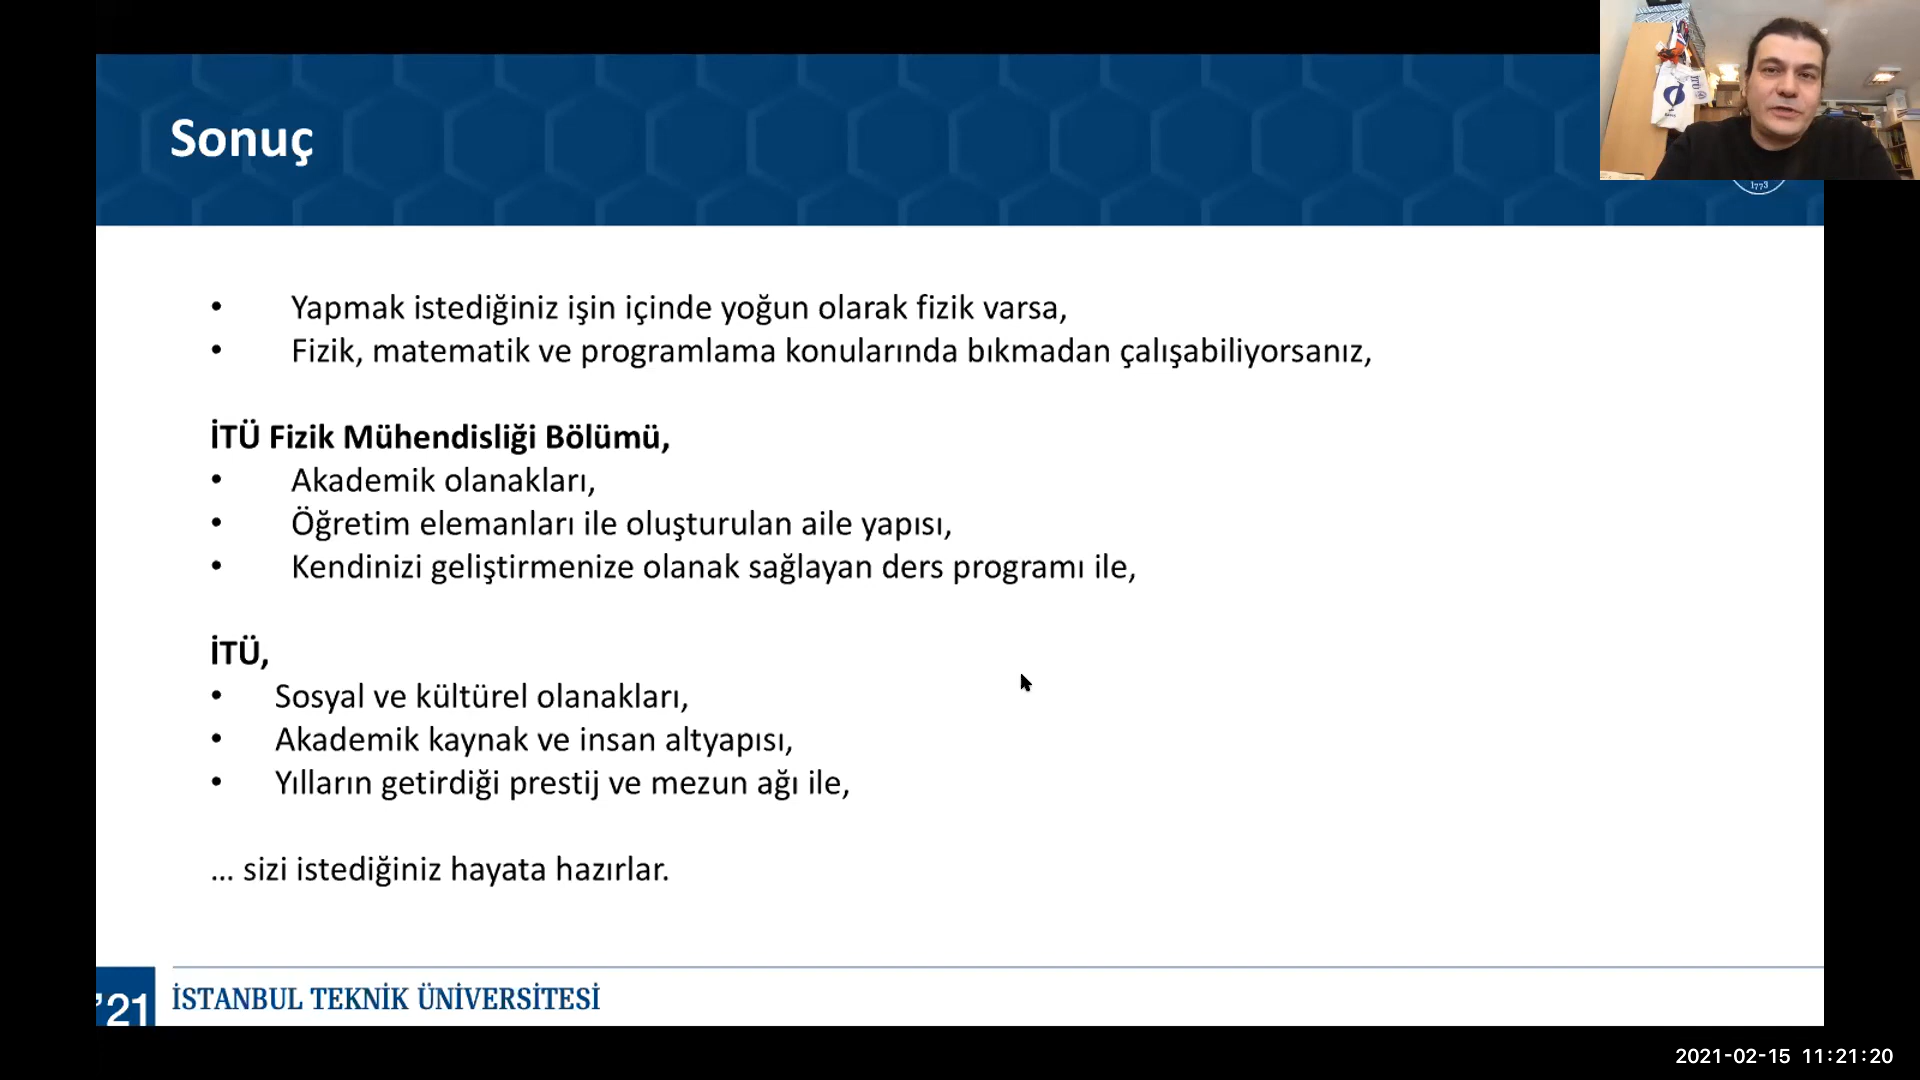 Sonuç
1773
• Yapmak istediğiniz işin içinde yoğun olarak fizik varsa,
• Fizik, matematik ve programlama konularında bıkmadan çalışabiliyorsanız,
İTÜ Fizik Mühendisliği Bölümü,
• Akademik olanakları,
• Öğretim elemanları ile oluşturulan aile yapısı,
• Kendinizi geliştirmenize olanak sağlayan ders programı ile,
İTÜ,
• Sosyal ve kültürel olanakları,
• Akademik kaynak ve insan altyapısı,
• Yılların getirdiği prestij ve mezun ağı ile,
... sizi istediğiniz hayata hazırlar.
'21 İSTANBUL TEKNİK ÜNİVERSİTESİ
2021-02-15 11:21:20